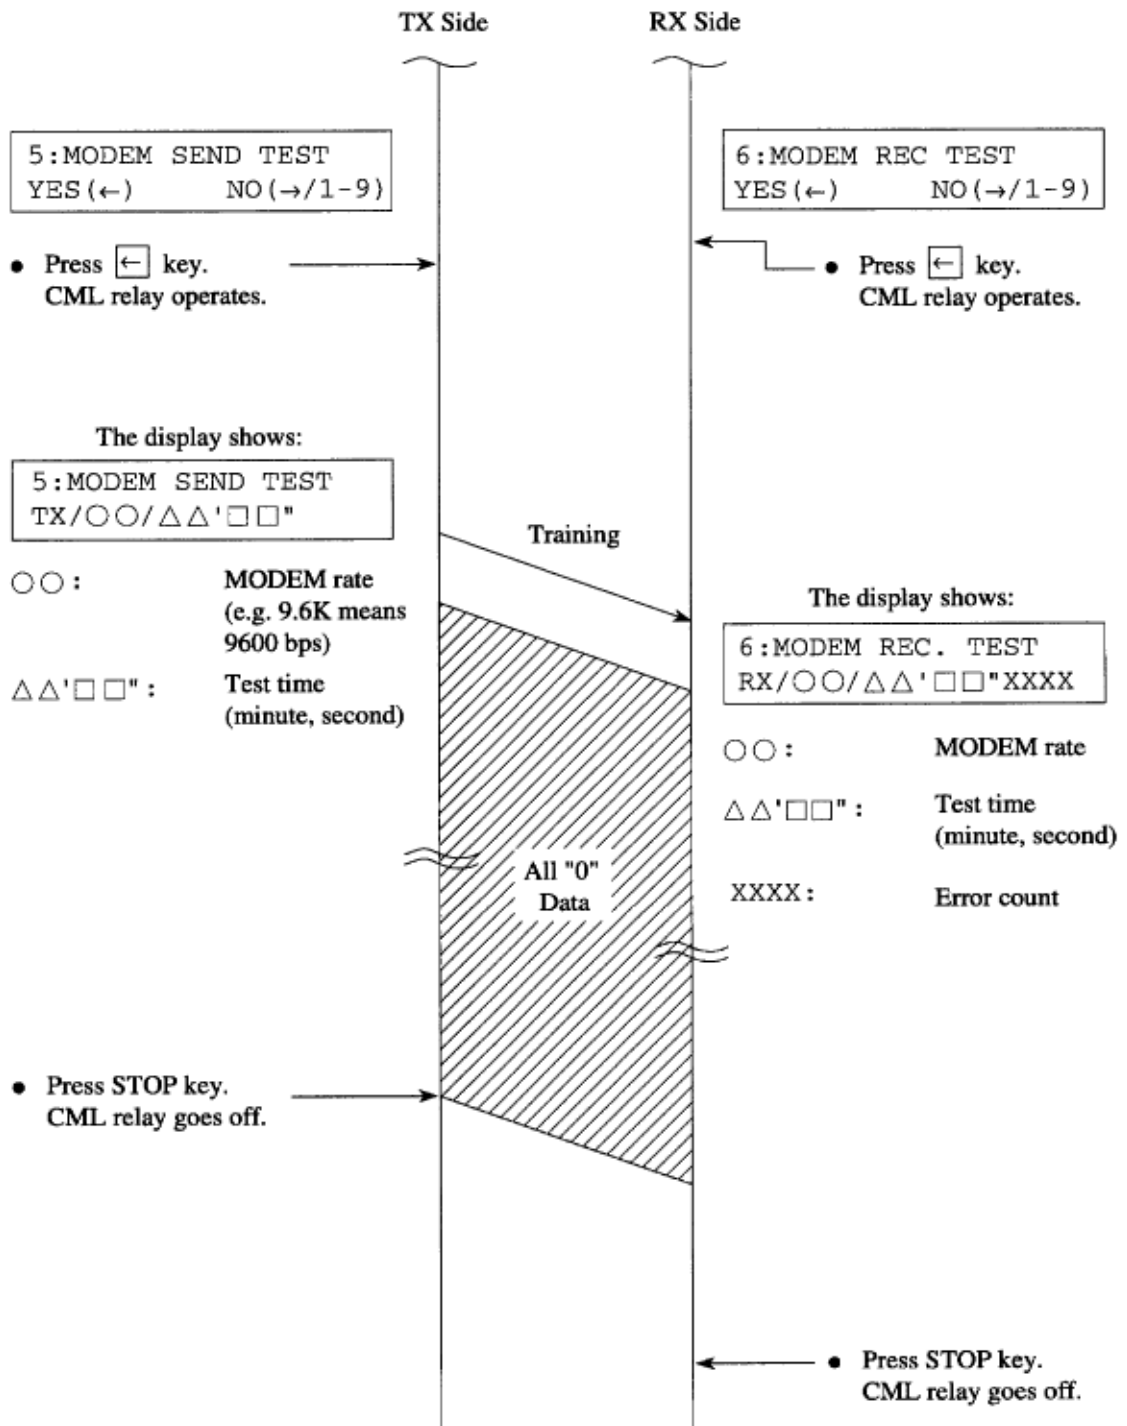 TX Side
RX Side
5:MODEM SEND TEST
YES(←) NO(→/1-9)
6:MODEM REC TEST
YES(←) NO(→/1-9)
● Press ← key.
CML relay operates.
● Press ← key.
CML relay operates.
The display shows:
5:MODEM SEND TEST
TX/○○/△△'□□"
○○: MODEM rate
(e.g. 9.6K means
9600 bps)
△△'□□": Test time
(minute, second)
Training
The display shows:
6:MODEM REC. TEST
RX/○○/△△'□□"XXXX
○○: MODEM rate
△△'□□": Test time
(minute, second)
XXXX: Error count
All "0"
Data
● Press STOP key.
CML relay goes off.
● Press STOP key.
CML relay goes off.